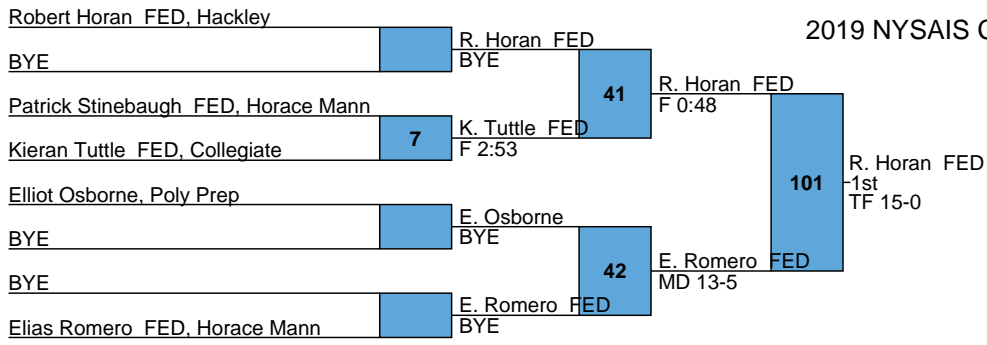 2019 NYSAIS C
Robert Horan  FED, Hackley
BYE
Patrick Stinebaugh  FED, Horace Mann
Kieran Tuttle  FED, Collegiate
Elliot Osborne, Poly Prep
BYE
BYE
Elias Romero  FED, Horace Mann
7
R. Horan  FED
BYE
K. Tuttle  FED
F 2:53
E. Osborne
BYE
E. Romero  FED
BYE
41
42
R. Horan  FED
F 0:48
E. Romero  FED
MD 13-5
101
R. Horan  FED
1st
TF 15-0